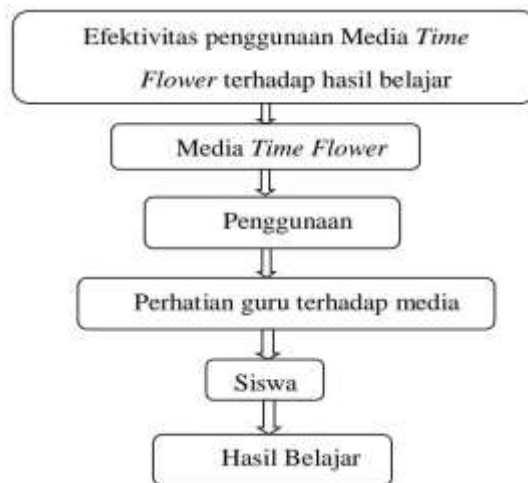 Efektivitas penggunaan Media Time
Flower terhadap hasil belajar
Media Time Flower
Penggunaan
Perhatian guru terhadap media
Siswa
Hasil Belajar